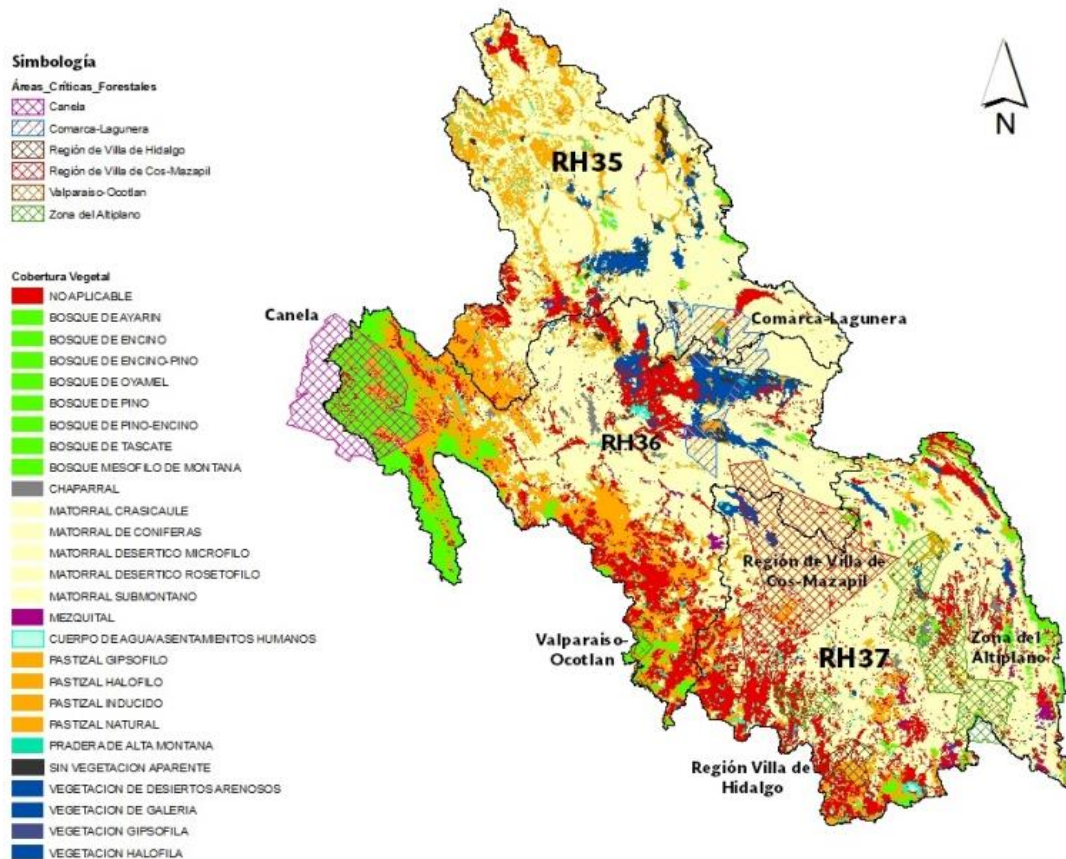 Simbología
Áreas_Críticas_Forestales
Canela
Comarca-Lagunera
Región de Villa de Hidalgo
Región de Villa de Cos-Mazapil
Valparaiso-Ocotlan
Zona del Altiplano
Cobertura Vegetal
NO APLICABLE
BOSQUE DE AYARIN
BOSQUE DE ENCINO
BOSQUE DE ENCINO-PINO
BOSQUE DE OYAMEL
BOSQUE DE PINO
BOSQUE DE PINO-ENCINO
BOSQUE DE TASCATE
BOSQUE MESOFILO DE MONTANA
CHAPARRAL
MATORRAL CRASICAULE
MATORRAL DE CONIFERAS
MATORRAL DESERTICO MICROFILO
MATORRAL DESERTICO ROSETOFILO
MATORRAL SUBMONTANO
MEZQUITAL
CUERPO DE AGUA/ASENTAMIENTOS HUMANOS
PASTIZAL GIPSOFILO
PASTIZAL HALOFILO
PASTIZAL INDUCIDO
PASTIZAL NATURAL
PRADERA DE ALTA MONTANA
SIN VEGETACION APARENTE
VEGETACION DE DESIERTOS ARENOSOS
VEGETACION DE GALERIA
VEGETACION GIPSOFILA
VEGETACION HALOFILA
N
RH35
Canela
Comarca-Lagunera
RH36
Región de Villa de
Cos-Mazapil
Valparaiso-
Ocotlan
RH37
Zona del
Altiplano
Región Villa de
Hidalgo